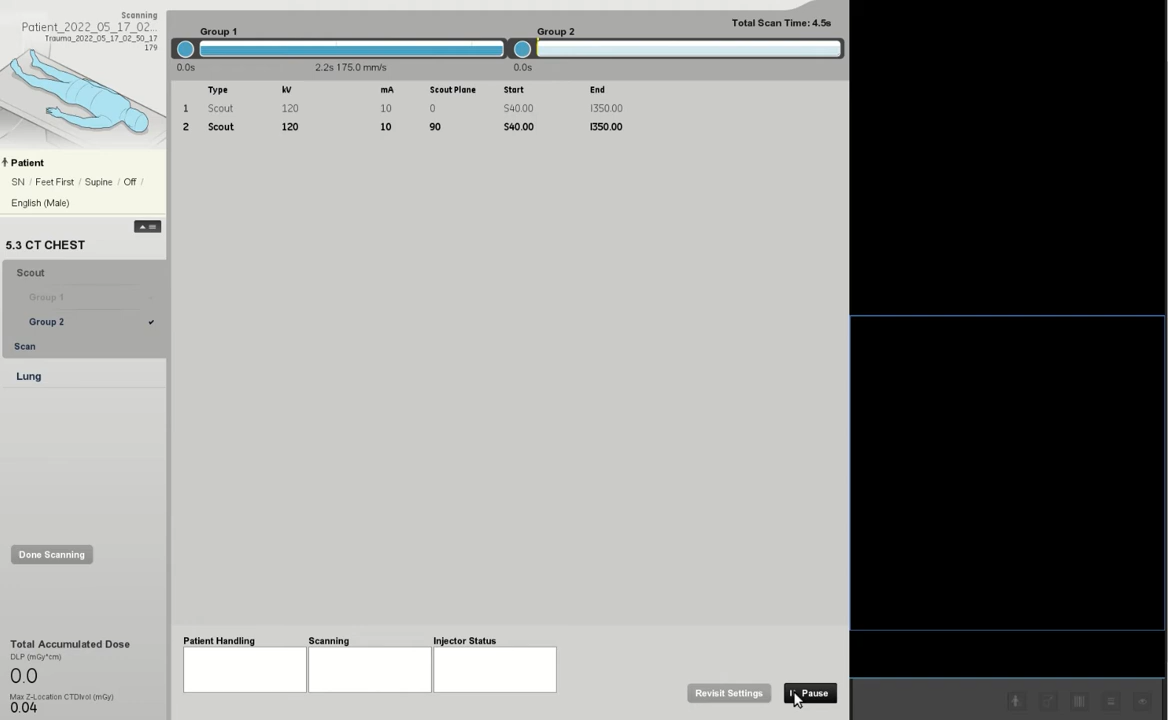 Scanning
Patient_2022_05_17_02...
Trauma_2022_05_17_02_50_17
179
Patient
SN / Feet First / Supine / Off /
English (Male)
5.3 CT CHEST
Scout
Group 1
Group 2
Scan
Lung
Done Scanning
Total Accumulated Dose
DLP (mGy*cm)
0.0
Max Z-Location CTDIvol (mGy)
0.04
Total Scan Time: 4.5s
Group 1 Group 2
0.0s 2.2s 175.0 mm/s 0.0s
Type kV mA Scout Plane Start End
1 Scout 120 10 0 S40.00 I350.00
2 Scout 120 10 90 S40.00 I350.00
Patient Handling Scanning Injector Status
Revisit Settings Pause